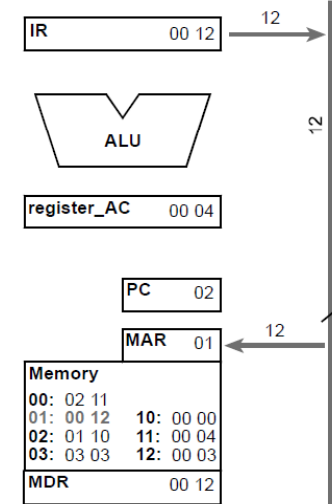 12
IR 00 12
12
ALU
register_AC 00 04
PC 02
12
MAR 01
Memory
00: 02 11
01: 00 12 10: 00 00
02: 01 10 11: 00 04
03: 03 03 12: 00 03
MDR 00 12